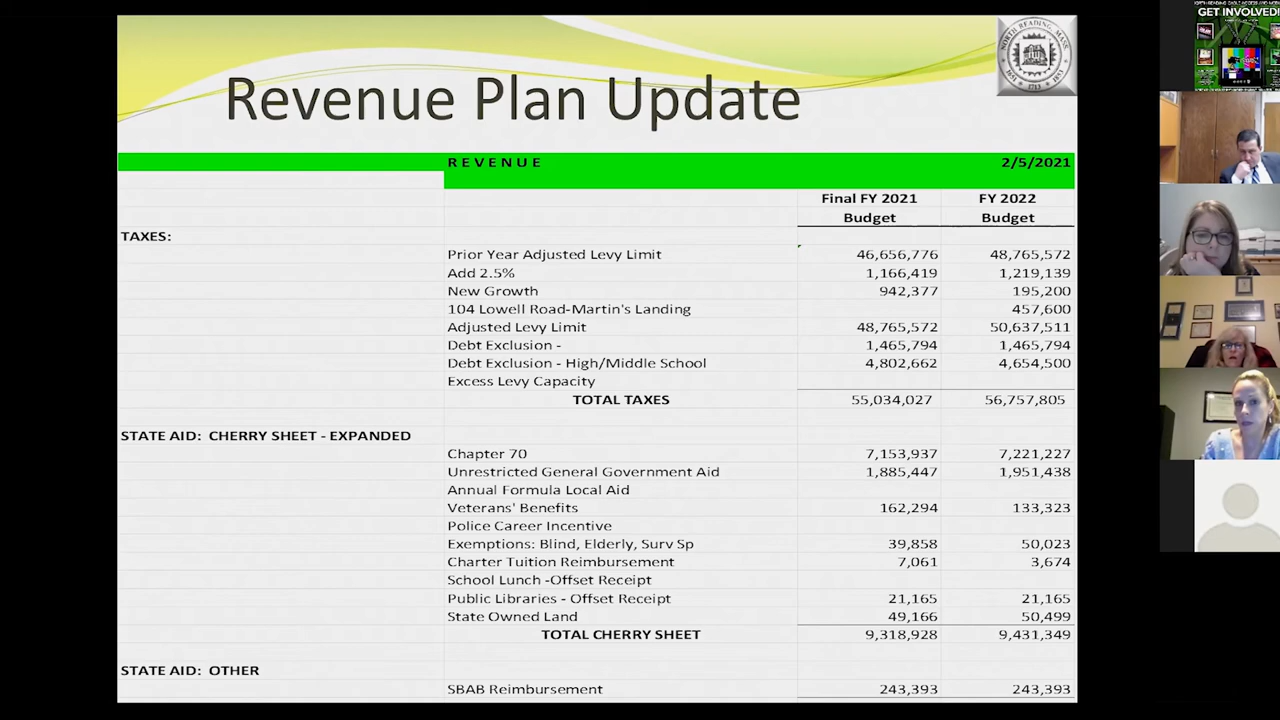 Revenue Plan Update
NORTH READING, MASS
1713
GET INVOLVED!
REVENUE 2/5/2021
Final FY 2021 FY 2022
Budget Budget
TAXES:
Prior Year Adjusted Levy Limit 46,656,776 48,765,572
Add 2.5% 1,166,419 1,219,139
New Growth 942,377 195,200
104 Lowell Road-Martin's Landing 457,600
Adjusted Levy Limit 48,765,572 50,637,511
Debt Exclusion - 1,465,794 1,465,794
Debt Exclusion - High/Middle School 4,802,662 4,654,500
Excess Levy Capacity
TOTAL TAXES 55,034,027 56,757,805
STATE AID: CHERRY SHEET - EXPANDED
Chapter 70 7,153,937 7,221,227
Unrestricted General Government Aid 1,885,447 1,951,438
Annual Formula Local Aid
Veterans' Benefits 162,294 133,323
Police Career Incentive
Exemptions: Blind, Elderly, Surv Sp 39,858 50,023
Charter Tuition Reimbursement 7,061 3,674
School Lunch -Offset Receipt
Public Libraries - Offset Receipt 21,165 21,165
State Owned Land 49,166 50,499
TOTAL CHERRY SHEET 9,318,928 9,431,349
STATE AID: OTHER
SBAB Reimbursement 243,393 243,393